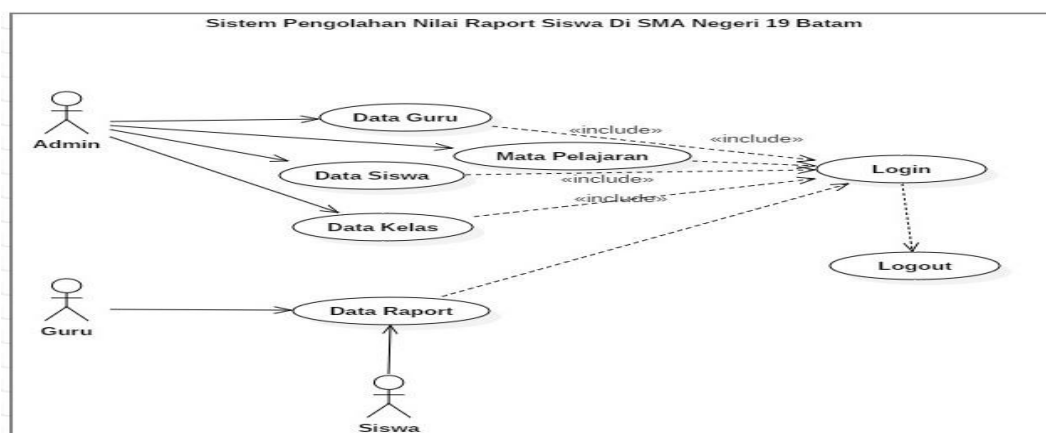 Sistem Pengolahan Nilai Raport Siswa Di SMA Negeri 19 Batam
Admin
Data Guru
«include»
«include»
Mata Pelajaran
Data Siswa
«include»
Login
«include»
Data Kelas
Logout
Guru
Data Raport
Siswa